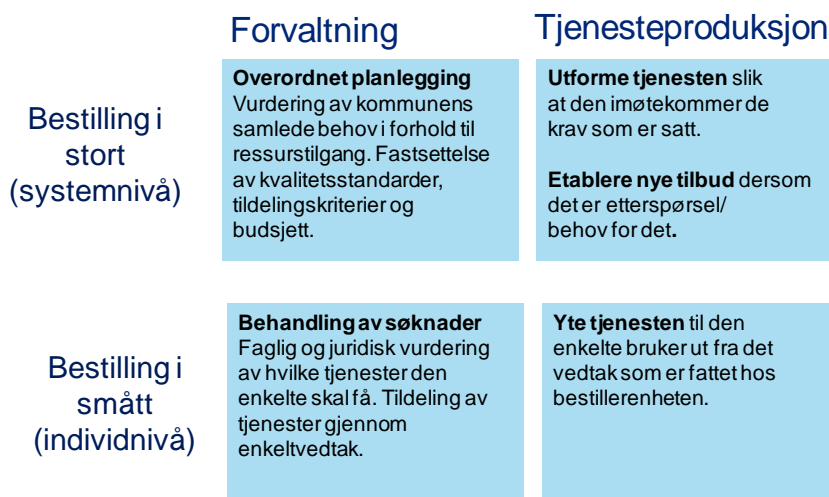 Forvaltning
Tjenesteproduksjon
Bestilling i
stort
(systemnivå)
Overordnet planlegging
Vurdering av kommunens
samlede behov i forhold til
ressurstilgang. Fastsettelse
av kvalitetsstandarder,
tildelingskriterier og
budsjett.
Utforme tjenesten slik
at den imøtekommer de
krav som er satt.
Etablere nye tilbud dersom
det er etterspørsel/
behov for det.
Bestilling i
smått
(individnivå)
Behandling av søknader
Faglig og juridisk vurdering
av hvilke tjenester den
enkelte skal få. Tildeling av
tjenester gjennom
enkeltvedtak.
Yte tjenesten til den
enkelte bruker ut fra det
vedtak som er fattet hos
bestillerenheten.